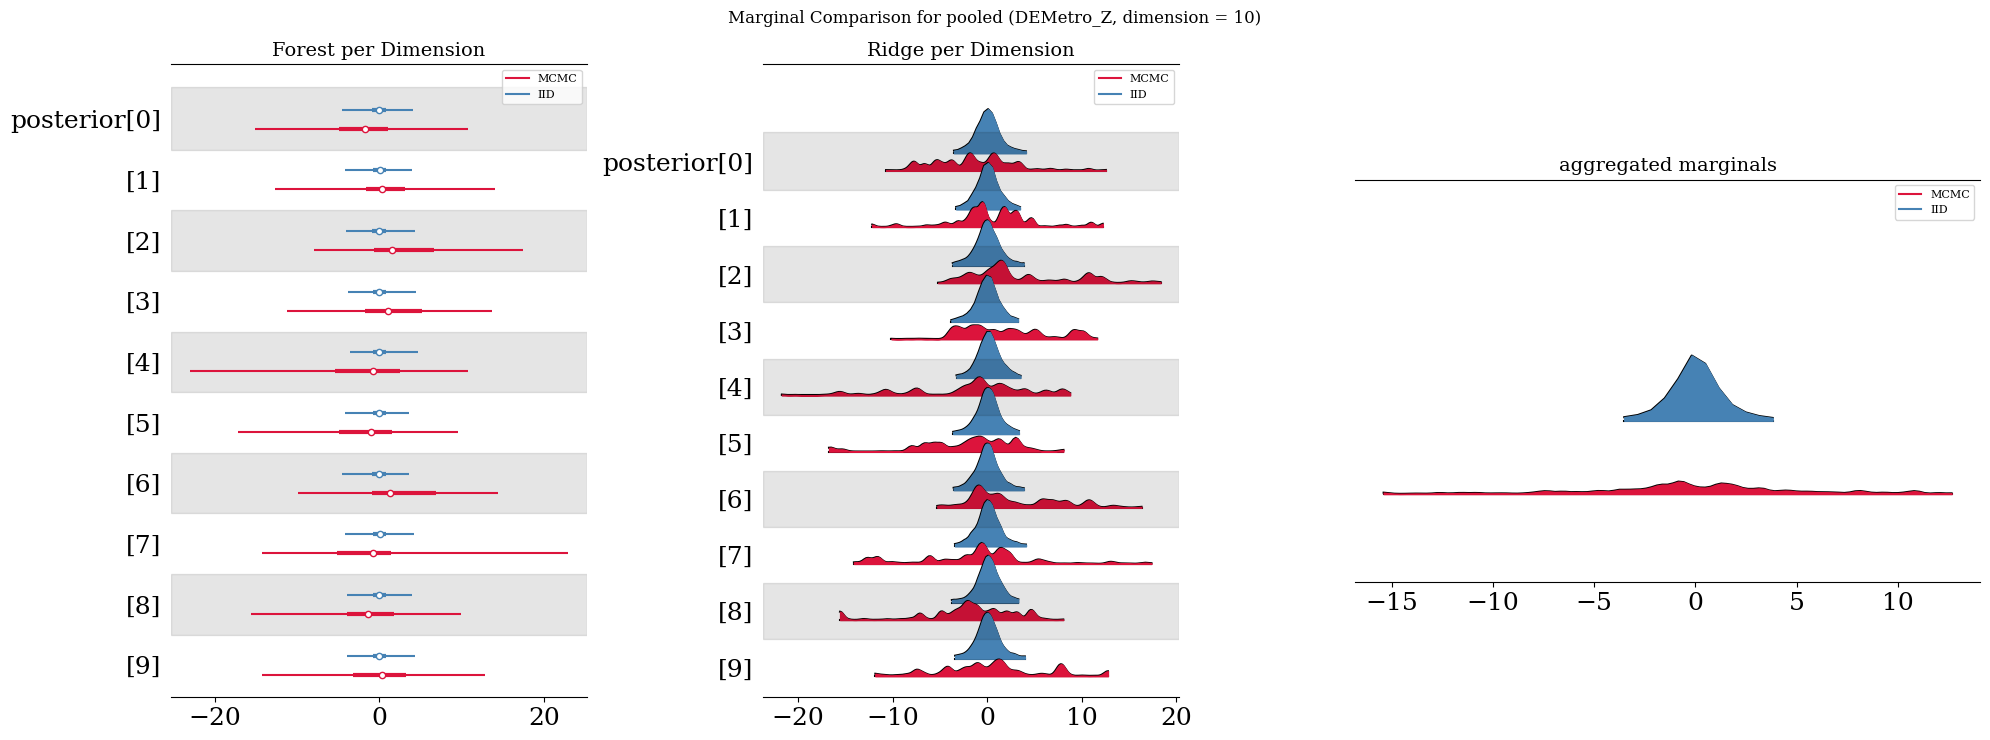 Marginal Comparison for pooled (DEMetro_Z, dimension = 10)
Forest per Dimension
MCMC
IID
posterior[0]
[1]
[2]
[3]
[4]
[5]
[6]
[7]
[8]
[9]
−20 0 20
Ridge per Dimension
MCMC
IID
posterior[0]
[1]
[2]
[3]
[4]
[5]
[6]
[7]
[8]
[9]
−20 −10 0 10 20
aggregated marginals
MCMC
IID
−15 −10 −5 0 5 10